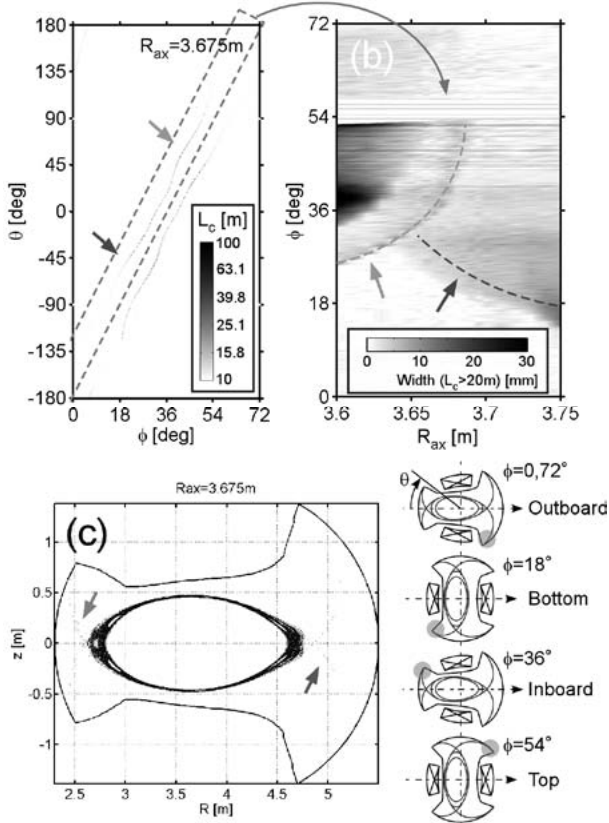 R_ax=3.675m
180
135
90
45
0
-45
-90
-135
-180
θ [deg]
0 18 36 54 72
ϕ [deg]
L_c [m]
100
63.1
39.8
25.1
15.8
10
(b)
72
54
36
18
0
ϕ [deg]
0 10 20 30
Width (L_c>20m) [mm]
3.6 3.65 3.7 3.75
R_ax [m]
Rax=3.675m
(c)
1
0.5
0
-0.5
-1
z [m]
2.5 3 3.5 4 4.5 5
R [m]
θ
ϕ=0,72°
Outboard
ϕ=18°
Bottom
ϕ=36°
Inboard
ϕ=54°
Top